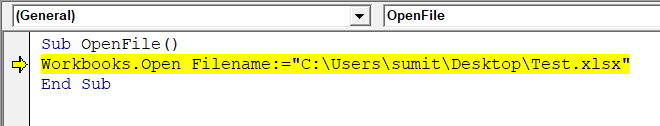 (General) OpenFile
Sub OpenFile()
Workbooks.Open Filename:="C:\Users\sumit\Desktop\Test.xlsx"
End Sub